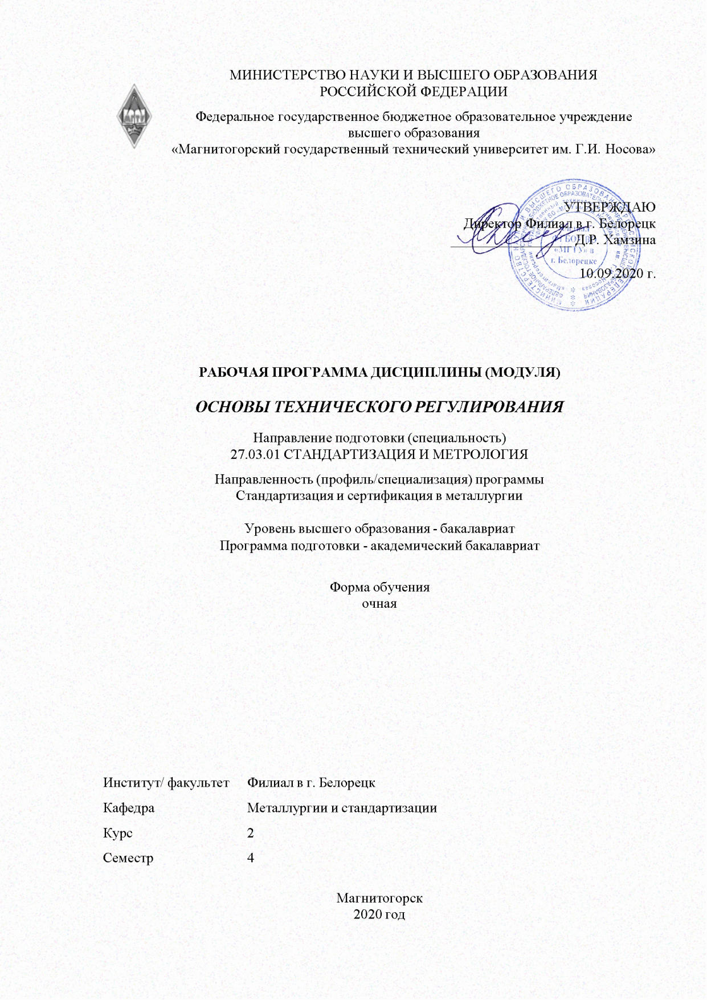 МИНИСТЕРСТВО НАУКИ И ВЫСШЕГО ОБРАЗОВАНИЯ
РОССИЙСКОЙ ФЕДЕРАЦИИ
Федеральное государственное бюджетное образовательное учреждение
высшего образования
«Магнитогорский государственный технический университет им. Г.И. Носова»
МГТУ
УТВЕРЖДАЮ
Директор Филиал в г. Белорецк
Д.Р. Хамзина
«МГТУ» в
г. Белорецке
10.09.2020 г.
РАБОЧАЯ ПРОГРАММА ДИСЦИПЛИНЫ (МОДУЛЯ)
ОСНОВЫ ТЕХНИЧЕСКОГО РЕГУЛИРОВАНИЯ
Направление подготовки (специальность)
27.03.01 СТАНДАРТИЗАЦИЯ И МЕТРОЛОГИЯ
Направленность (профиль/специализация) программы
Стандартизация и сертификация в металлургии
Уровень высшего образования - бакалавриат
Программа подготовки - академический бакалавриат
Форма обучения
очная
Институт/ факультет Филиал в г. Белорецк
Кафедра Металлургии и стандартизации
Курс 2
Семестр 4
Магнитогорск
2020 год